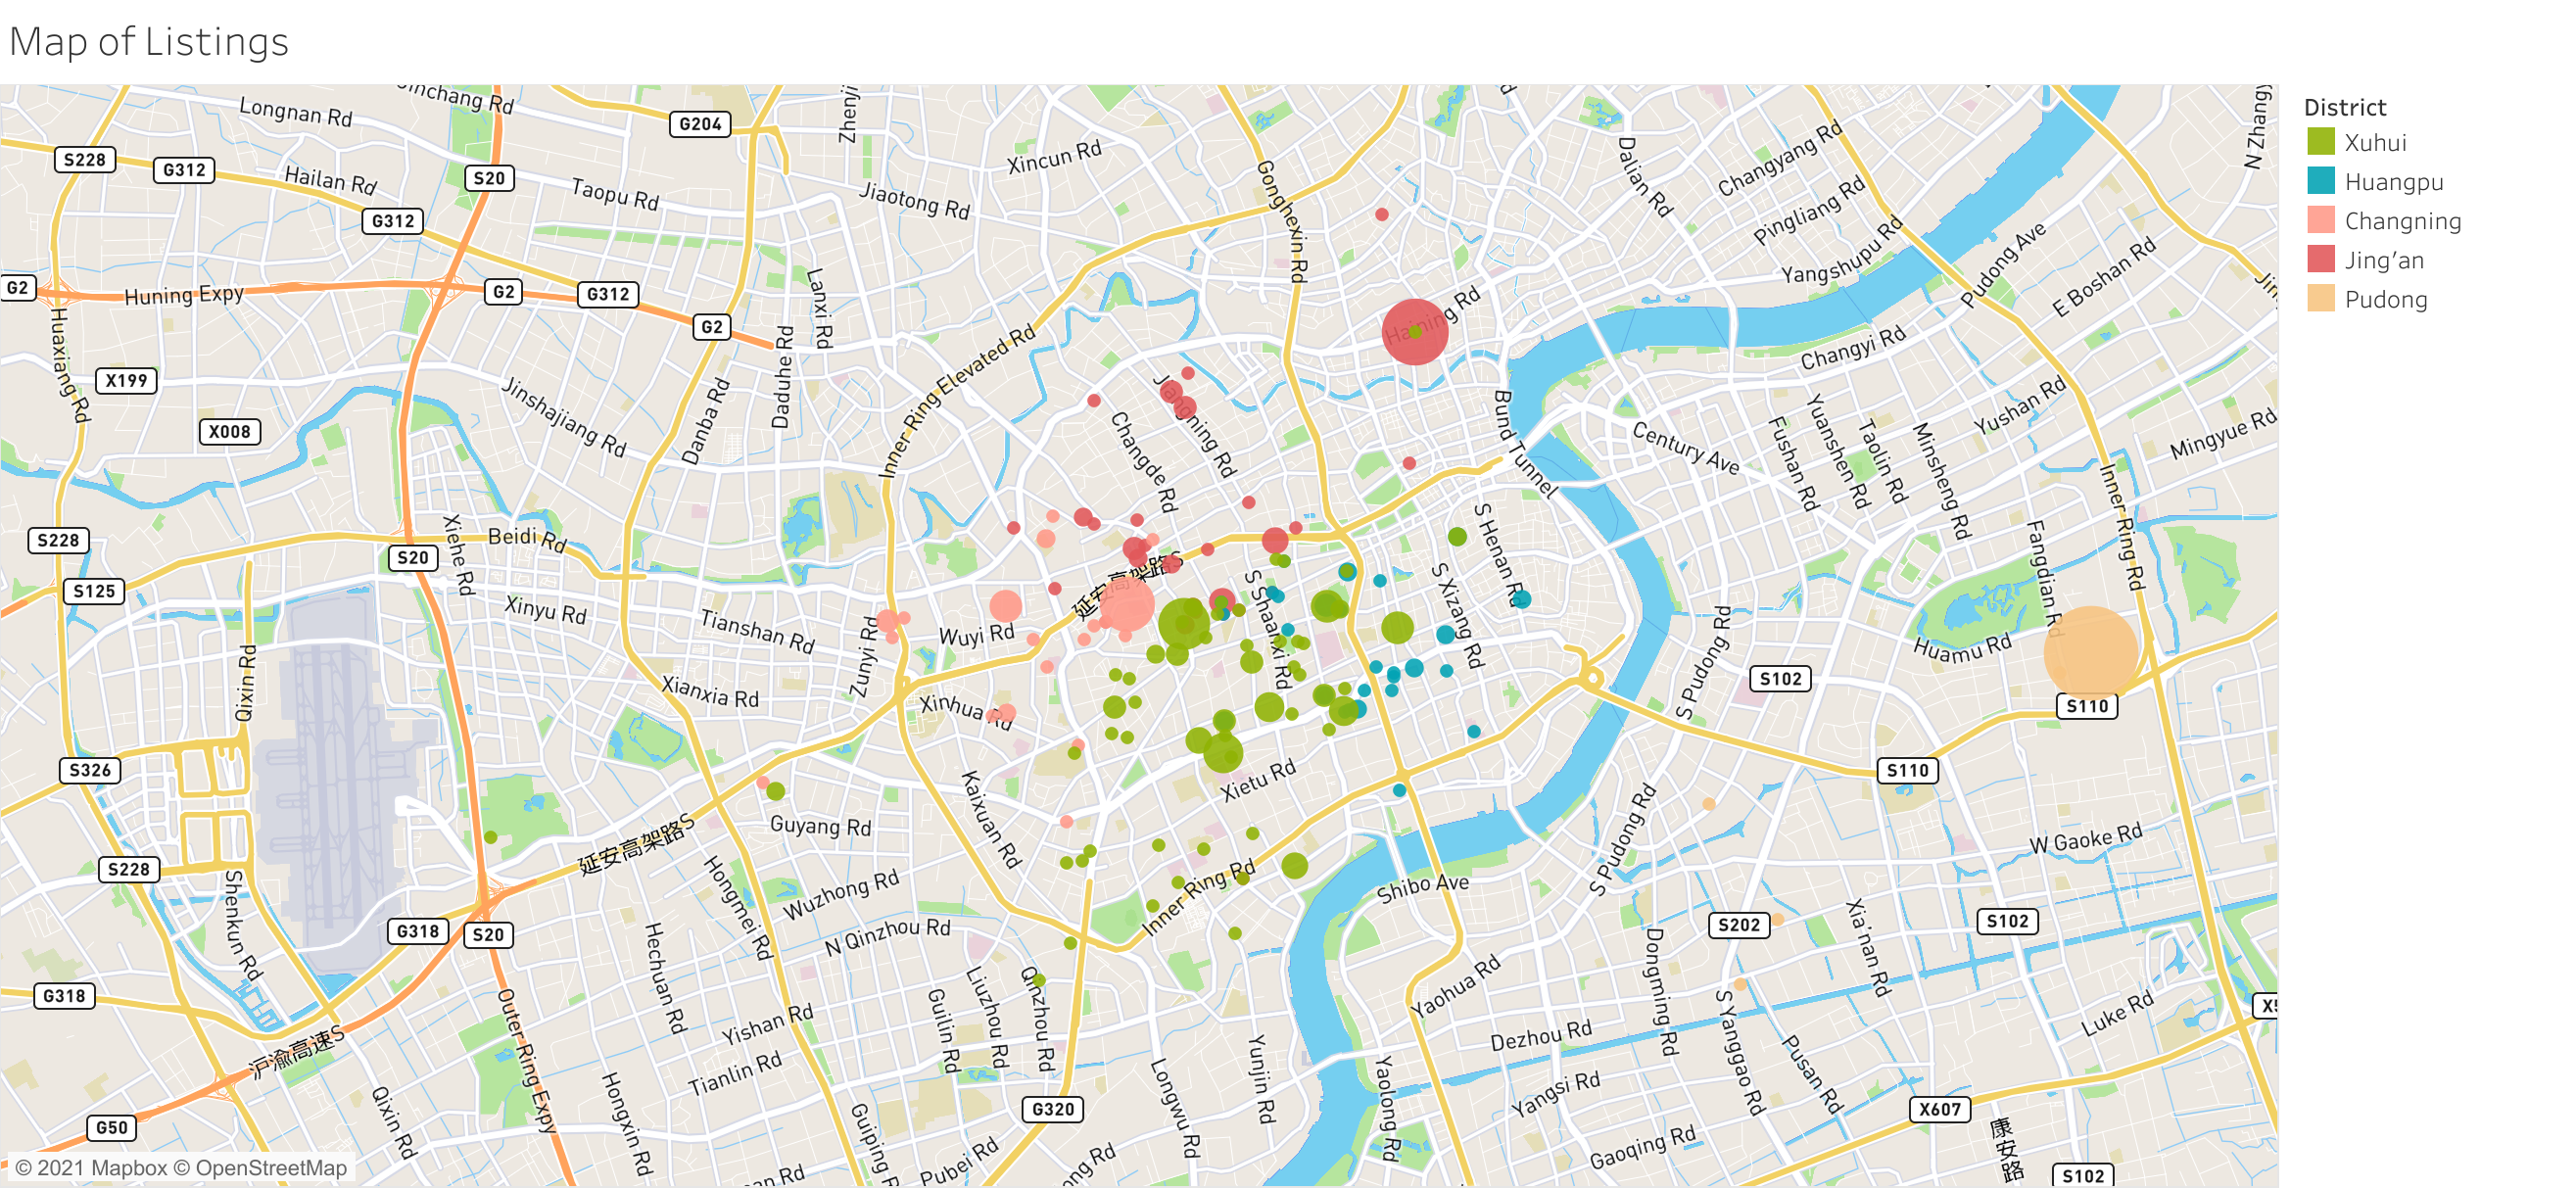 Map of Listings
District
Xuhui
Huangpu
Changning
Jing'an
Pudong
Longnan Rd
G204
Zhenji
Xincun Rd
Dalian Rd
Changyang Rd
N Zhang
S228
G312
Hailan Rd
S20
Taopu Rd
Jiaotong Rd
Gonghexin Rd
Pingliang Rd
G312
Yangshupu Rd
Pudong Ave
E Boshan Rd
G2
Huning Expy
G2
G312
G2
Lanxi Rd
Huaxiang Rd
Daduhe Rd
Inner Ring Elevated Rd
Haining Rd
Changyi Rd
X199
X008
Jinshajiang Rd
Danba Rd
Changde Rd
Jiangning Rd
Bund Tunnel
Century Ave
Fushan Rd
Yuanshen Rd
Taolin Rd
Minsheng Rd
Yushan Rd
Mingyue Rd
Inner Ring Rd
S228
S125
Xiehe Rd
Beidi Rd
S20
Xinyu Rd
Tianshan Rd
Zunyi Rd
Wuyi Rd
延安高架路S
S Shaanxi Rd
S Xizang Rd
S Henan Rd
Fangdian Rd
Huamu Rd
Qixin Rd
Xianxia Rd
Xinhua Rd
S Pudong Rd
S102
S110
S326
Xietu Rd
S110
Guyang Rd
Kaixuan Rd
延安高架路S
S228
Shenkun Rd
Hongmei Rd
Wuzhong Rd
Inner Ring Rd
Shibo Ave
S Pudong Rd
W Gaoke Rd
G318
S20
Hechuan Rd
N Qinzhou Rd
S202
Xia'nan Rd
S102
G318
沪渝高速S
Outer Ring Expy
Yishan Rd
Tianlin Rd
Guilin Rd
Liuzhou Rd
Qinzhou Rd
Yaohua Rd
Dongming Rd
Dezhou Rd
S Yanggao Rd
Luke Rd
Pusan Rd
Qixin Rd
Hongxin Rd
Guiping R
G320
Longwu Rd
Yunjin Rd
Yaolong Rd
Yangsi Rd
X607
康安路
G50
Pubei Rd
ong Rd
Gaoqing Rd
S102
© 2021 Mapbox © OpenStreetMap